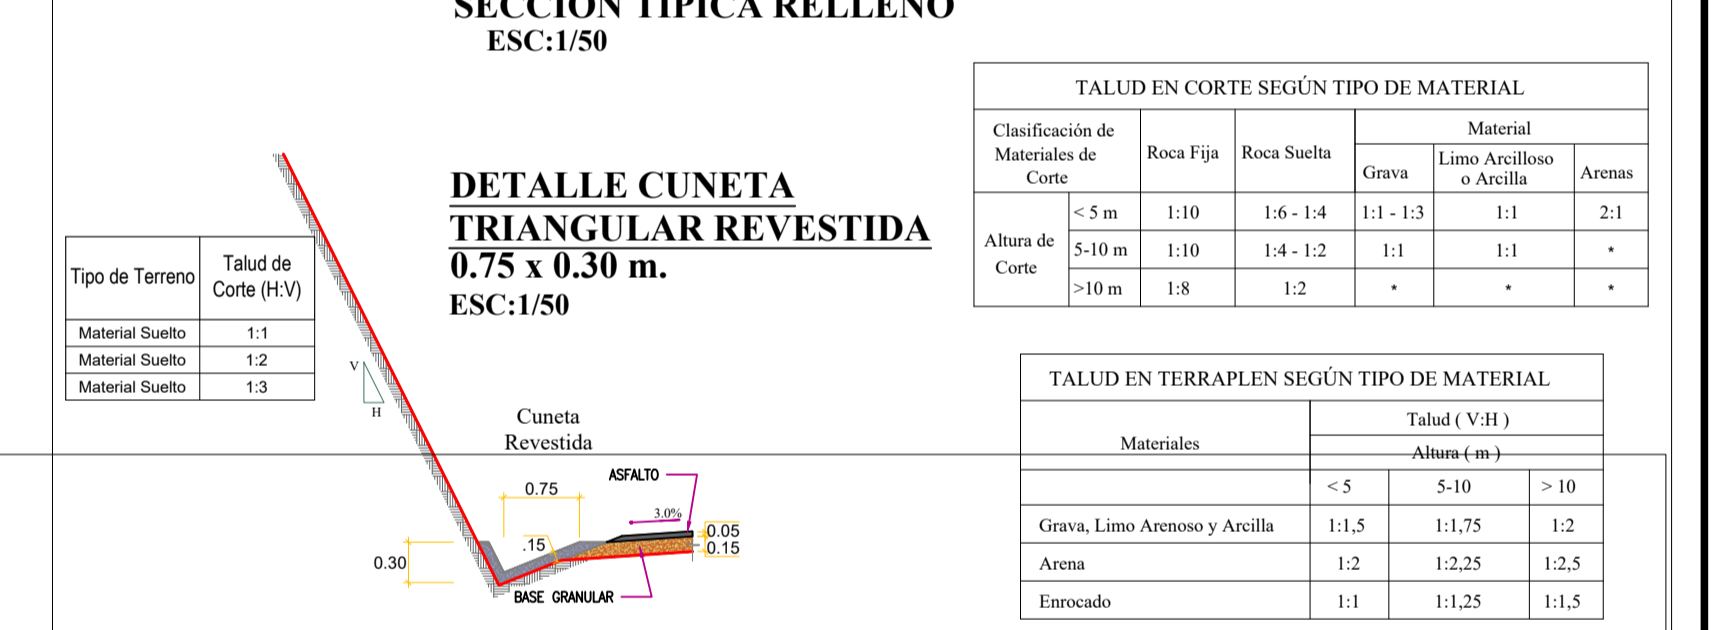 SECCION TIPICA RELLENO
ESC:1/50
DETALLE CUNETA
TRIANGULAR REVESTIDA
0.75 x 0.30 m.
ESC:1/50
Tipo de Terreno
Talud de
Corte (H:V)
Material Suelto 1:1
Material Suelto 1:2
Material Suelto 1:3
V
H
Cuneta
Revestida
0.75
ASFALTO
3.0%
0.05
.15
0.15
0.30
BASE GRANULAR
TALUD EN CORTE SEGÚN TIPO DE MATERIAL
Clasificación de
Materiales de
Corte
Roca Fija
Roca Suelta
Material
Grava
Limo Arcilloso
o Arcilla
Arenas
Altura de
Corte
< 5 m 1:10 1:6 - 1:4 1:1 - 1:3 1:1 2:1
5-10 m 1:10 1:4 - 1:2 1:1 1:1 *
>10 m 1:8 1:2 * * *
TALUD EN TERRAPLEN SEGÚN TIPO DE MATERIAL
Materiales
Talud ( V:H )
Altura ( m )
< 5 5-10 > 10
Grava, Limo Arenoso y Arcilla 1:1,5 1:1,75 1:2
Arena 1:2 1:2,25 1:2,5
Enrocado 1:1 1:1,25 1:1,5